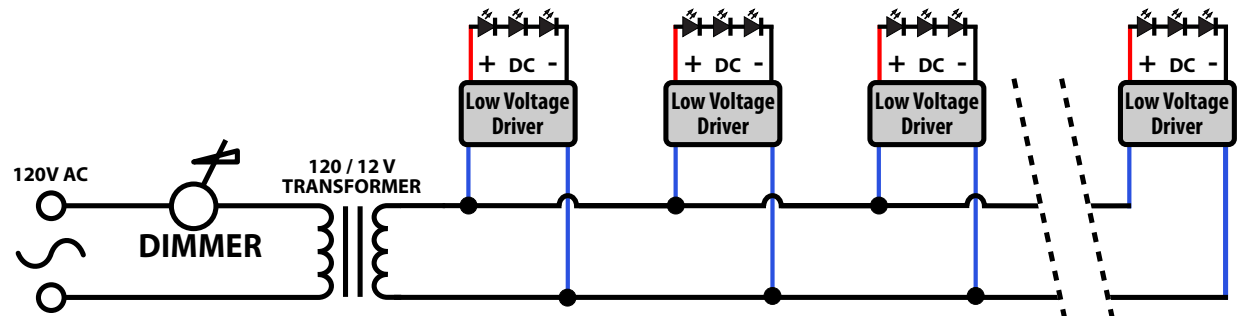 + DC -
+ DC -
+ DC -
+ DC -
Low Voltage
Driver
Low Voltage
Driver
Low Voltage
Driver
Low Voltage
Driver
120V AC
120 / 12 V
TRANSFORMER
DIMMER